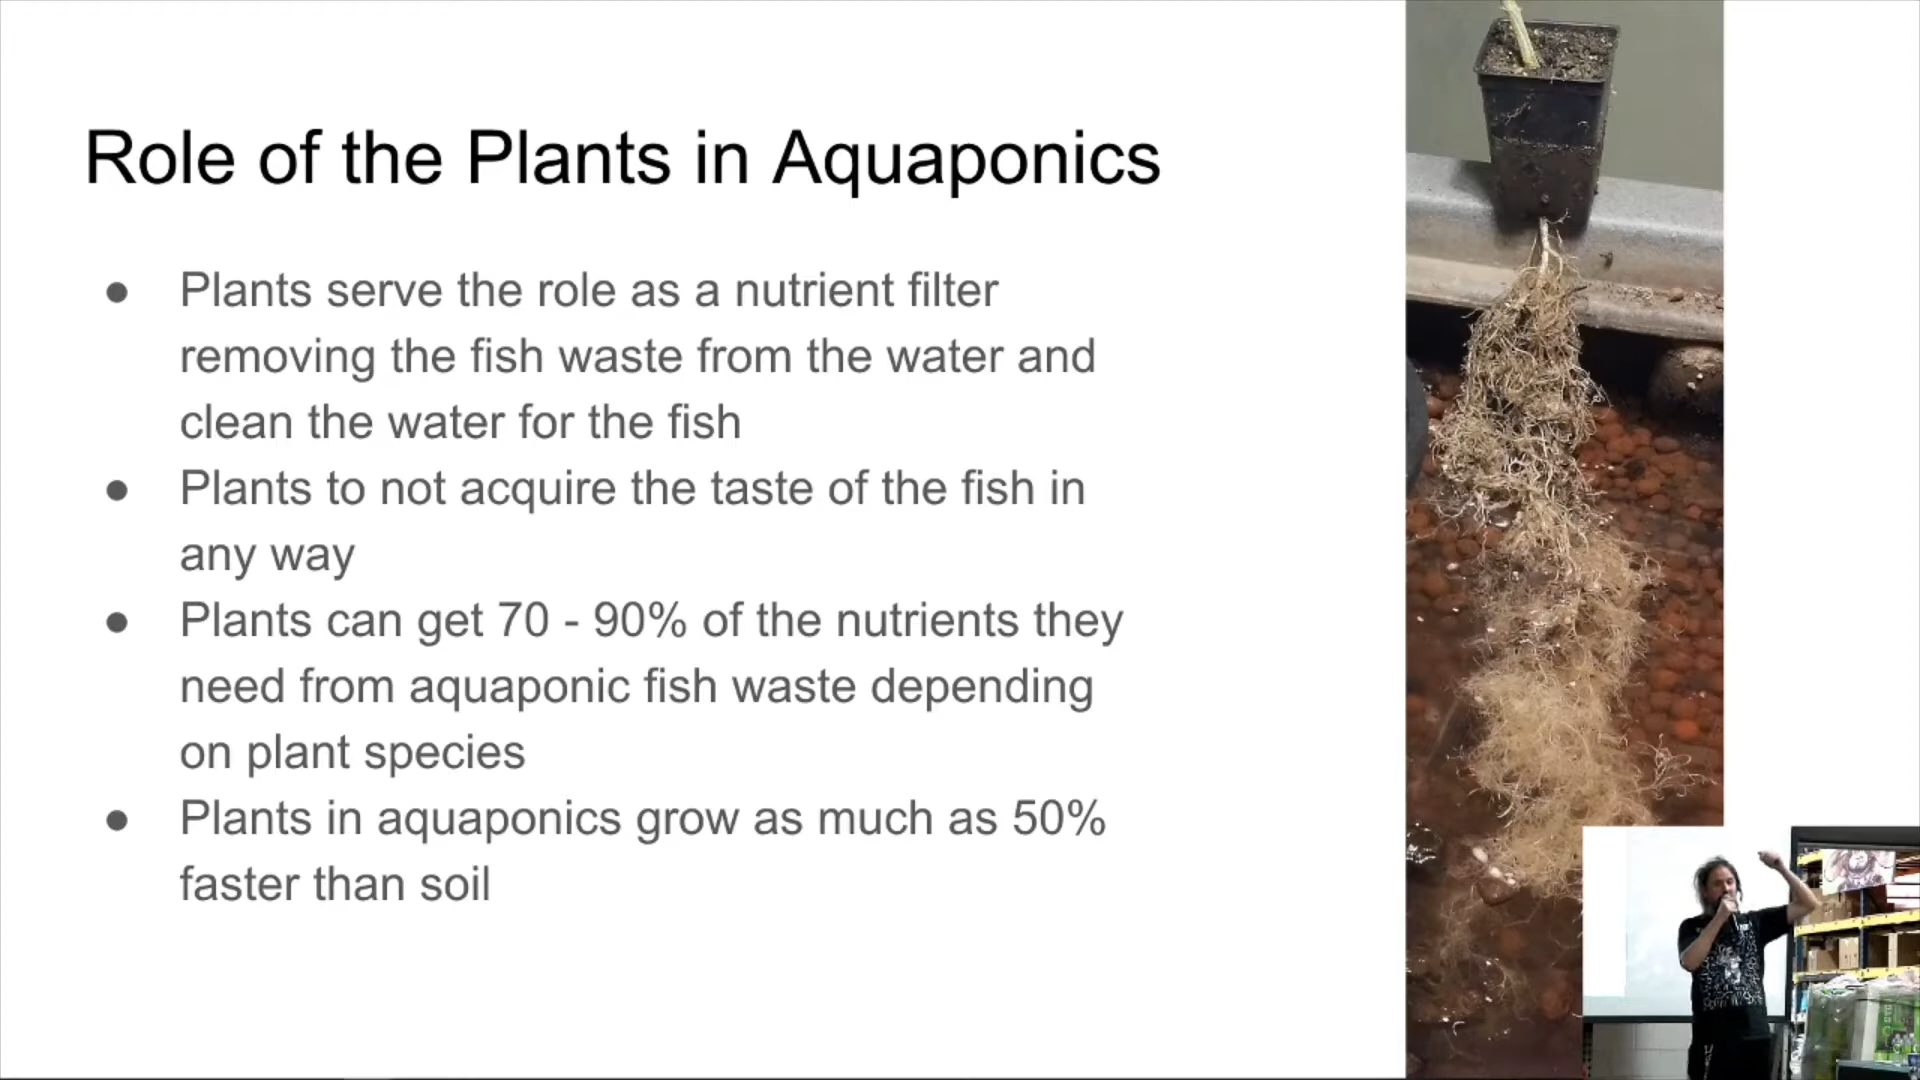 Role of the Plants in Aquaponics
● Plants serve the role as a nutrient filter
removing the fish waste from the water and
clean the water for the fish
● Plants to not acquire the taste of the fish in
any way
● Plants can get 70 - 90% of the nutrients they
need from aquaponic fish waste depending
on plant species
● Plants in aquaponics grow as much as 50%
faster than soil